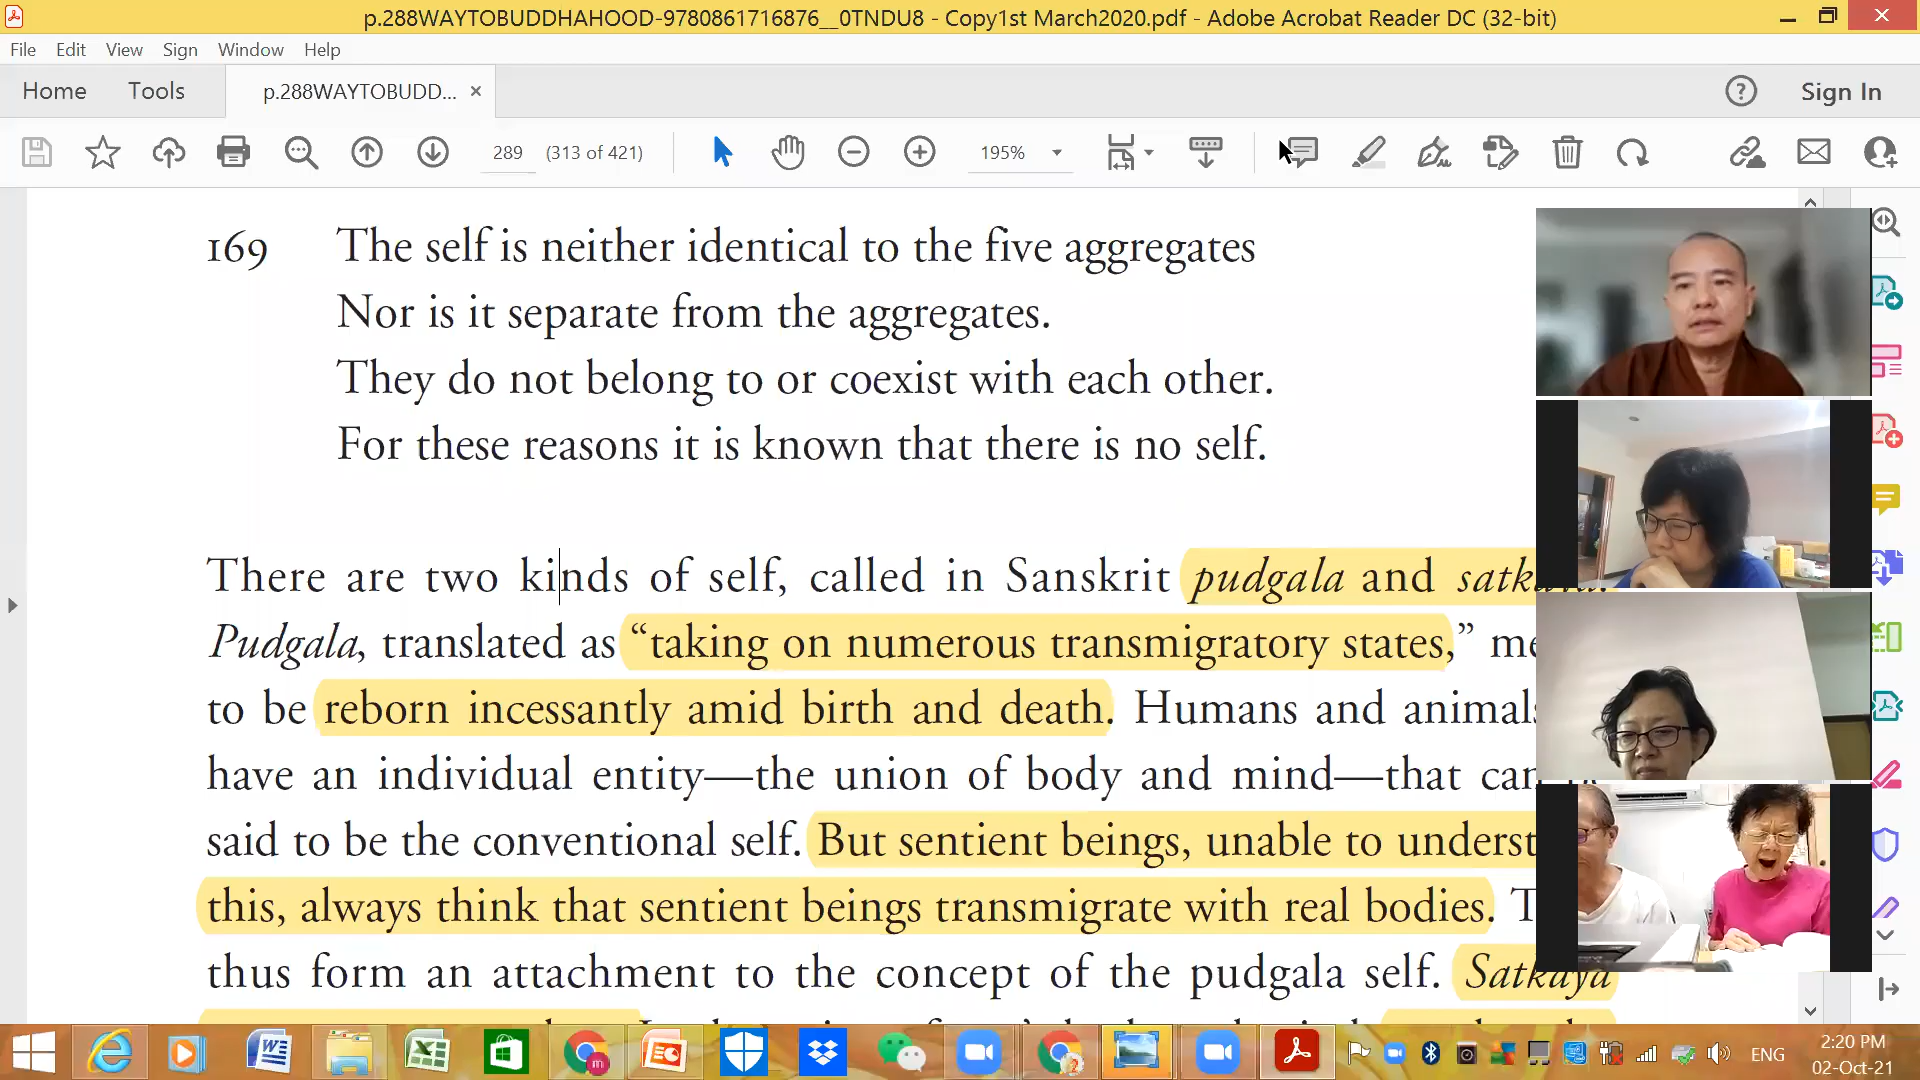 p.288WAYTOBUDDHAHOOD-9780861716876__0TNDU8 - Copy1st March2020.pdf - Adobe Acrobat Reader DC (32-bit)
File Edit View Sign Window Help
Home Tools p.288WAYTOBUDD... × Sign In
289 (313 of 421) 195%
169 The self is neither identical to the five aggregates
Nor is it separate from the aggregates.
They do not belong to or coexist with each other.
For these reasons it is known that there is no self.
There are two kinds of self, called in Sanskrit pudgala and
Pudgala, translated as “taking on numerous transmigratory states,”
to be reborn incessantly amid birth and death. Humans and animals
have an individual entity—the union of body and mind—that can
said to be the conventional self. But sentient beings, unable to
this, always think that sentient beings transmigrate with real bodies.
thus form an attachment to the concept of the pudgala self. Satkaya
ENG
2:20 PM
02-Oct-21